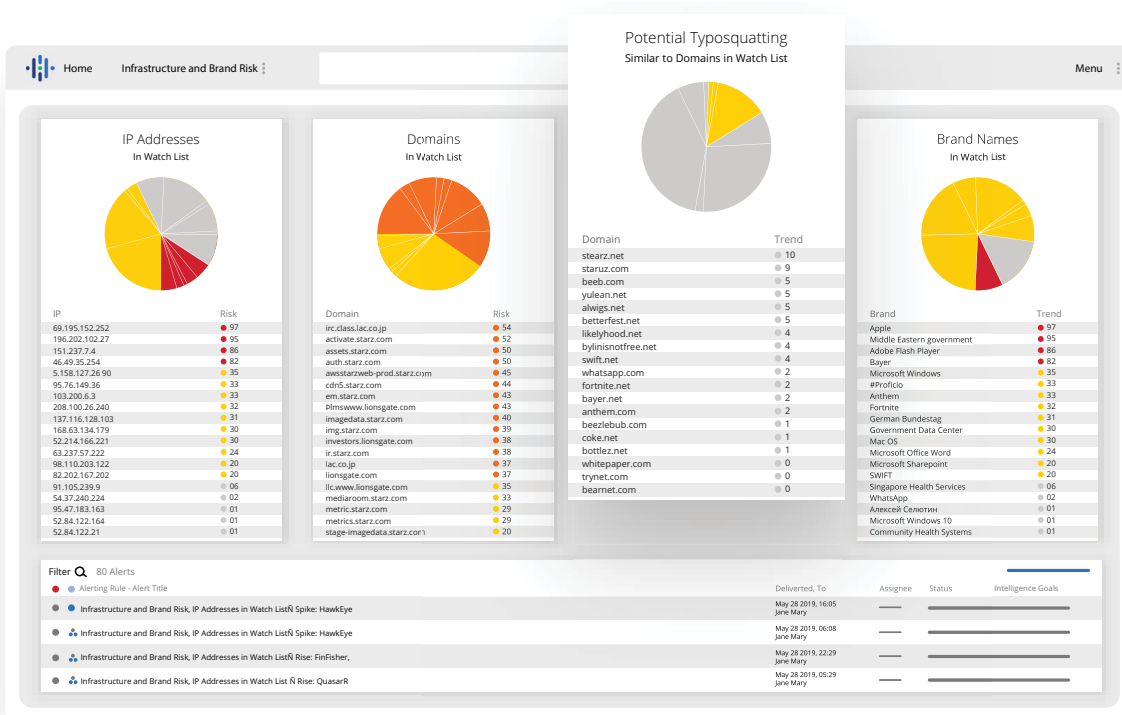 Home
Infrastructure and Brand Risk
Menu
IP Addresses
In Watch List
IP Risk
69.195.152.252 97
196.202.102.27 95
151.237.7.4 86
46.49.35.254 82
5.158.127.26 90 35
95.76.149.36 33
103.200.6.3 33
208.100.26.240 32
137.116.128.103 31
168.63.134.179 30
52.214.166.221 30
63.237.57.222 24
98.110.203.122 20
82.202.167.202 20
91.105.239.9 06
54.37.240.224 02
95.47.183.163 01
52.84.122.164 01
52.84.122.21 01
Domains
In Watch List
Domain Risk
irc.class.lac.co.jp 54
activate.starz.com 52
assets.starz.com 50
auth.starz.com 50
awsstarzweb-prod.starz.com 45
cdn5.starz.com 44
em.starz.com 43
Plmswww.lionsgate.com 43
imagedata.starz.com 40
img.starz.com 39
investors.lionsgate.com 38
ir.starz.com 38
lac.co.jp 37
lionsgate.com 37
llc.www.lionsgate.com 35
mediaroom.starz.com 33
metric.starz.com 29
metrics.starz.com 29
stage-imagedata.starz.com 20
Potential Typosquatting
Similar to Domains in Watch List
Domain Trend
stearz.net 10
staruz.com 9
beeb.com 5
yulean.net 5
alwigs.net 5
betterfest.net 5
likelyhood.net 4
bylinisnotfree.net 4
swift.net 4
whatsapp.com 2
fortnite.net 2
bayer.net 2
anthem.com 2
beezlebub.com 1
coke.net 1
bottlez.net 1
whitepaper.com 0
trynet.com 0
bearnet.com 0
Brand Names
In Watch List
Brand Trend
Apple 97
Middle Eastern government 95
Adobe Flash Player 86
Bayer 82
Microsoft Windows 35
#Proficio 33
Anthem 33
Fortnite 32
German Bundestag 31
Government Data Center 30
Mac OS 30
Microsoft Office Word 24
Microsoft Sharepoint 20
SWIFT 20
Singapore Health Services 06
WhatsApp 02
Алексей Селютин 01
Microsoft Windows 10 01
Community Health Systems 01
Filter 80 Alerts
Alerting Rule - Alert Title Deliverted, To Assignee Status Intelligence Goals
Infrastructure and Brand Risk, IP Addresses in Watch ListÑ Spike: HawkEye May 28 2019, 16:05
Jane Mary
Infrastructure and Brand Risk, IP Addresses in Watch ListÑ Spike: HawkEye May 28 2019, 06:08
Jane Mary
Infrastructure and Brand Risk, IP Addresses in Watch ListÑ Rise: FinFisher, May 28 2019, 22:29
Jane Mary
Infrastructure and Brand Risk, IP Addresses in Watch List Ñ Rise: QuasarR May 28 2019, 05:29
Jane Mary